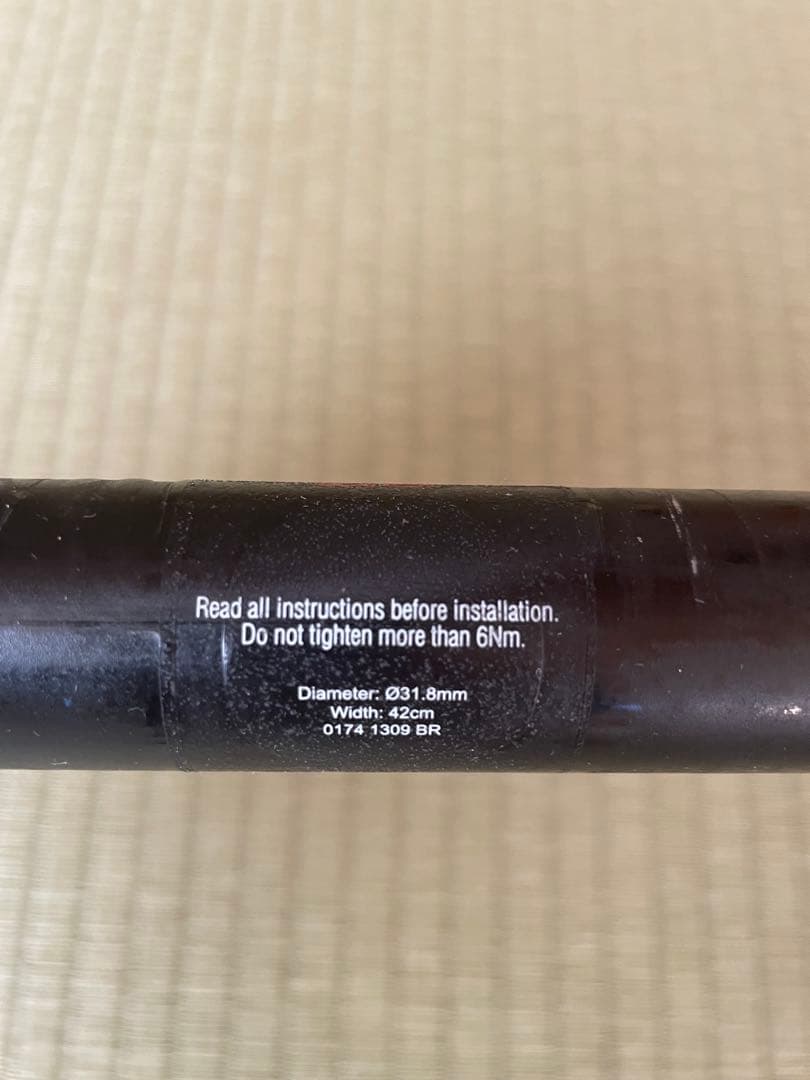 Read all instructions before installation.
Do not tighten more than 6Nm.
Diameter: Ø31.8mm
Width: 42cm
0174 1309 BR